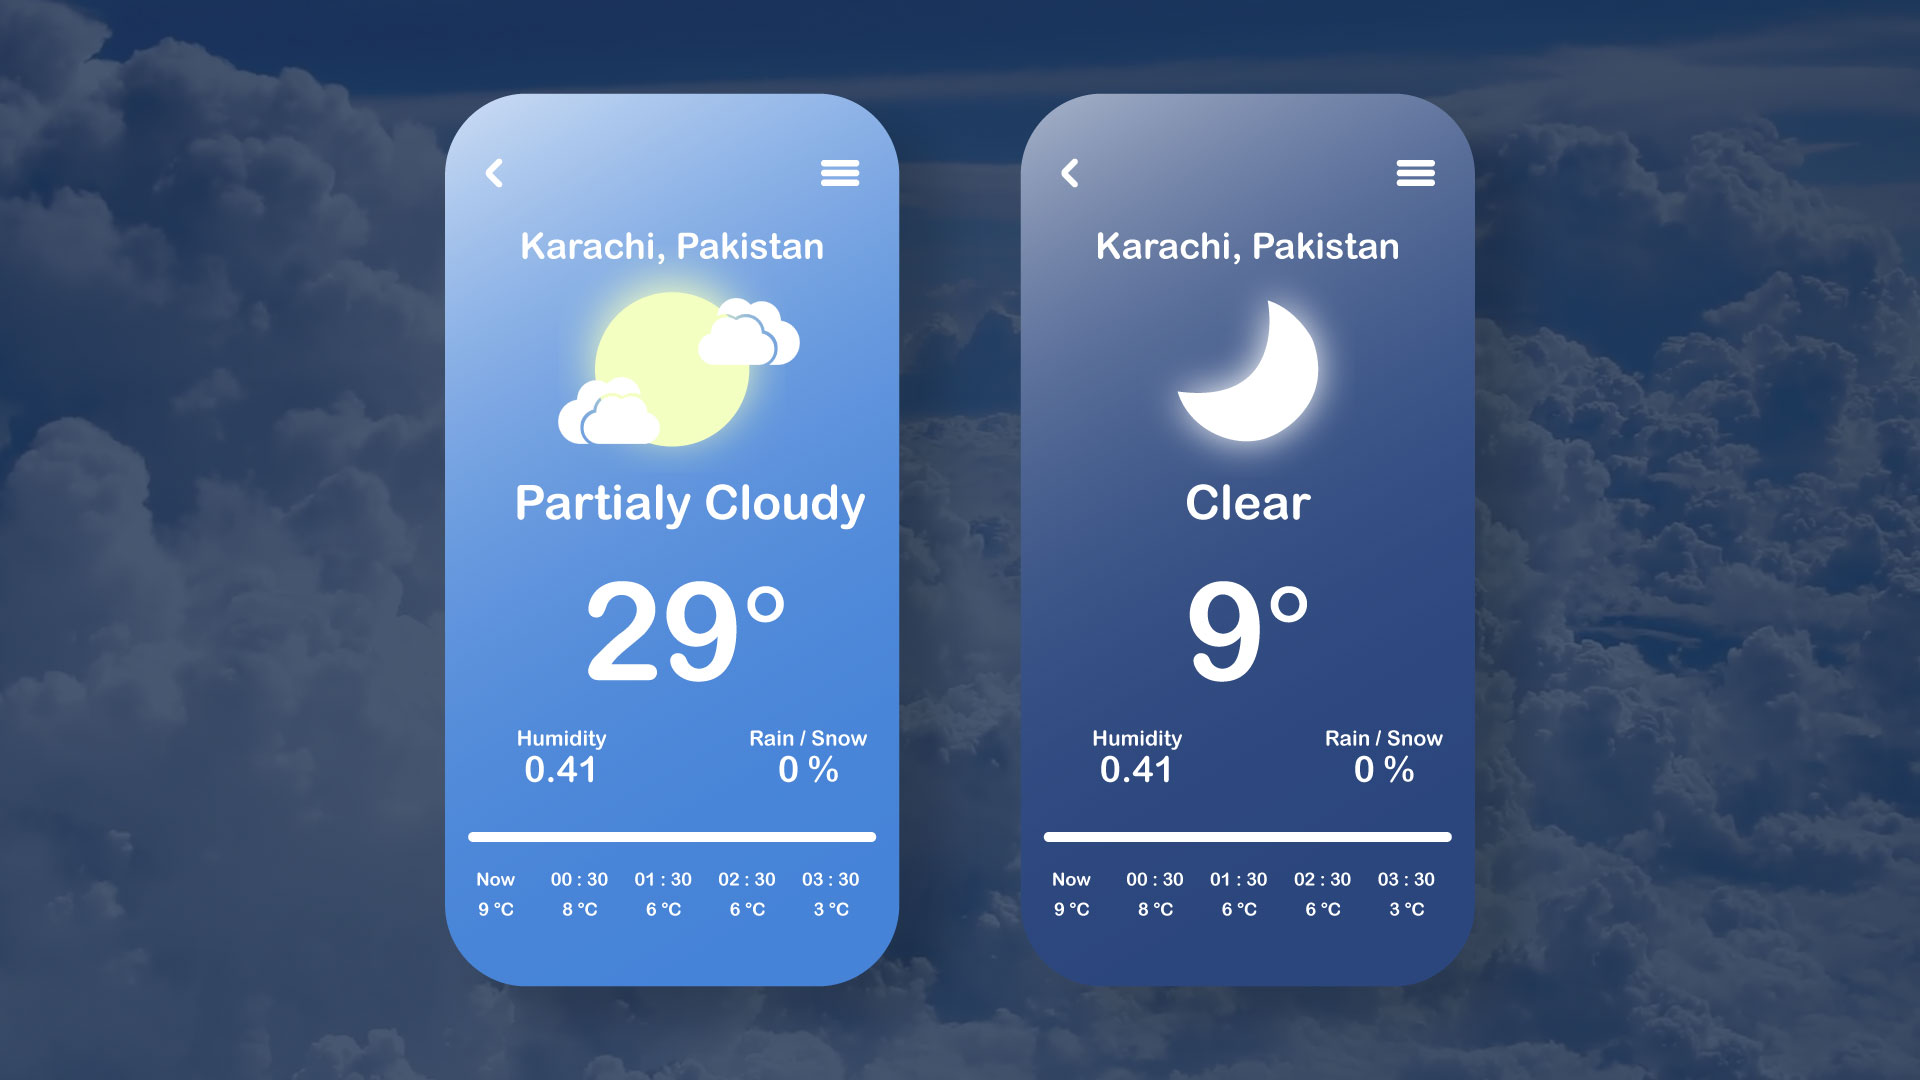 Karachi, Pakistan
Partialy Cloudy
29°
Humidity Rain / Snow
0.41 0 %
Now 00 : 30 01 : 30 02 : 30 03 : 30
9 °C 8 °C 6 °C 6 °C 3 °C
Karachi, Pakistan
Clear
9°
Humidity Rain / Snow
0.41 0 %
Now 00 : 30 01 : 30 02 : 30 03 : 30
9 °C 8 °C 6 °C 6 °C 3 °C